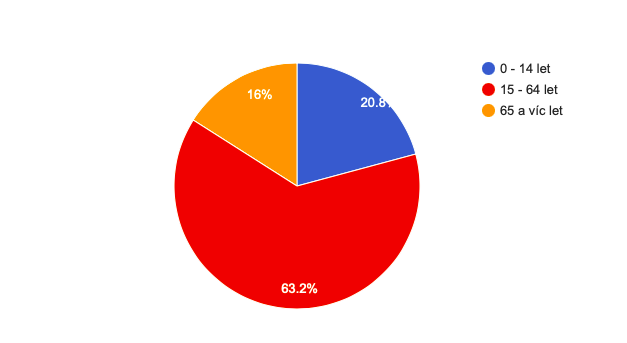 16%
20.8%
63.2%
0 - 14 let
15 - 64 let
65 a víc let